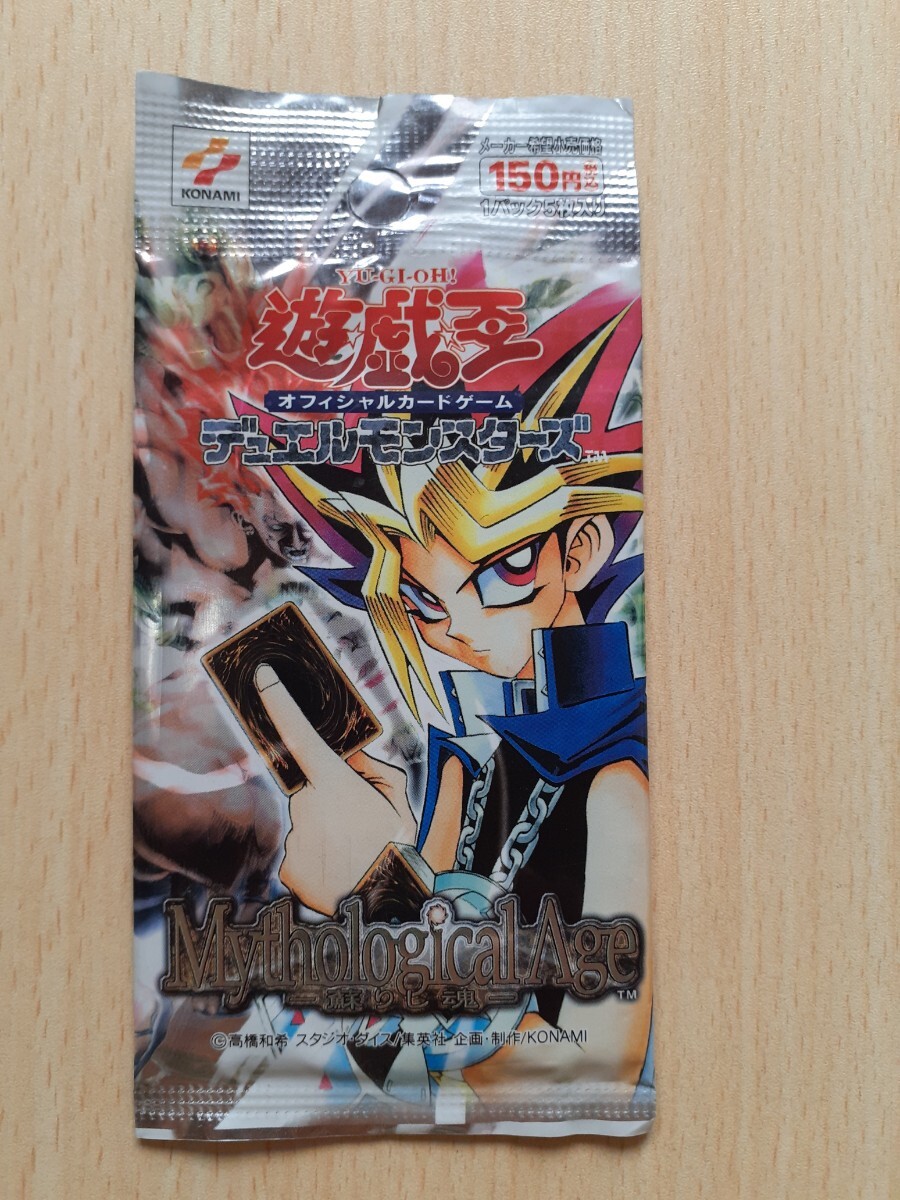 KONAMI
メーカー希望小売価格
150円税込
1パック5枚入り
YU-GI-OH!
遊戯王
オフィシャルカードゲーム
デュエルモンスターズ
Mythological Age
TM
－蘇りし魂－
©高橋和希 スタジオ・ダイス/集英社・企画・制作/KONAMI